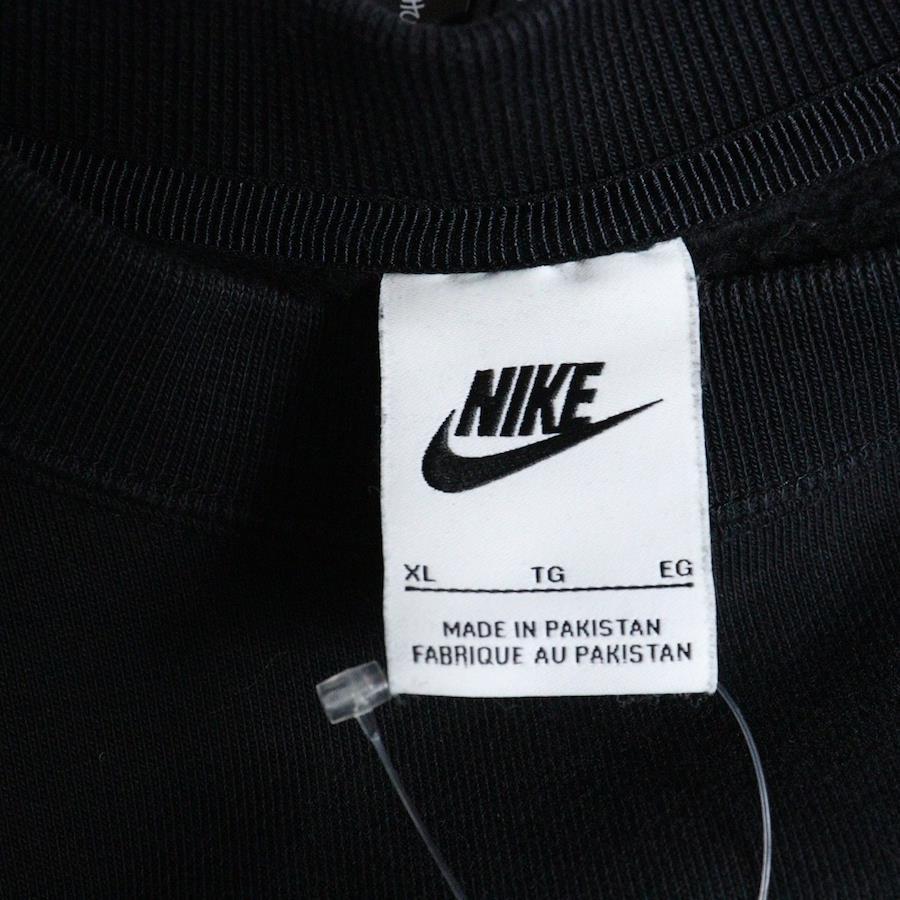 NIKE
XL TG EG
MADE IN PAKISTAN
FABRIQUE AU PAKISTAN